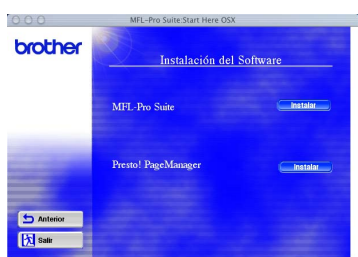 MFL-Pro Suite:Start Here OSX
brother
Instalación del Software
MFL-Pro Suite
Instalar
Presto! PageManager
Instalar
Anterior
Salir